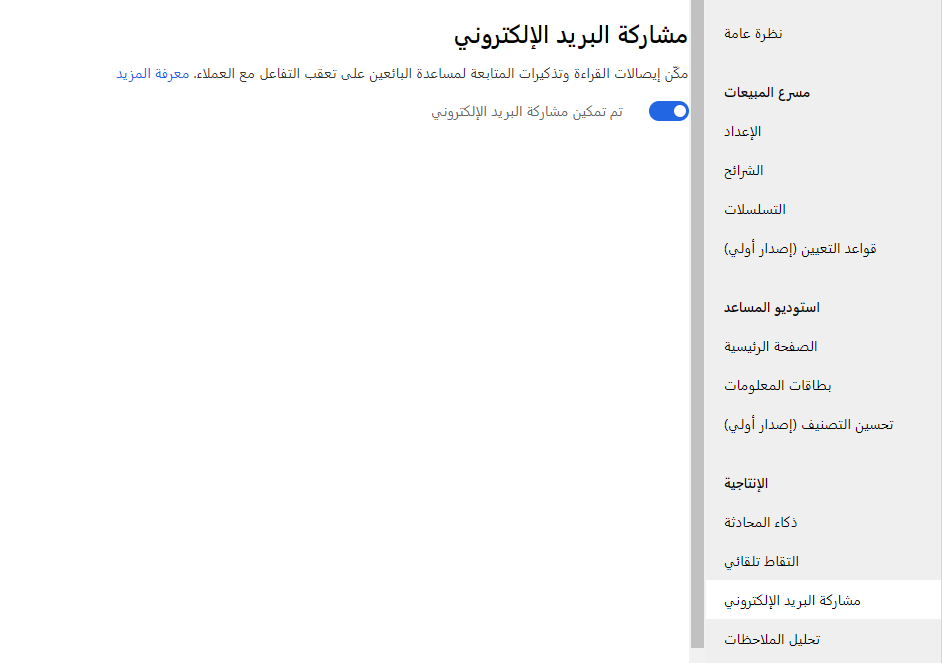 نظرة عامة
مسرع المبيعات
الإعداد
الشرائح
التسلسلات
قواعد التعيين (إصدار أولي)
استوديو المساعد
الصفحة الرئيسية
بطاقات المعلومات
تحسين التصنيف (إصدار أولي)
الإنتاجية
ذكاء المحادثة
التقاط تلقائي
مشاركة البريد الإلكتروني
تحليل الملاحظات
مشاركة البريد الإلكتروني
مكّن إيصالات القراءة وتذكيرات المتابعة لمساعدة البائعين على تعقب التفاعل مع العملاء. معرفة المزيد
تم تمكين مشاركة البريد الإلكتروني